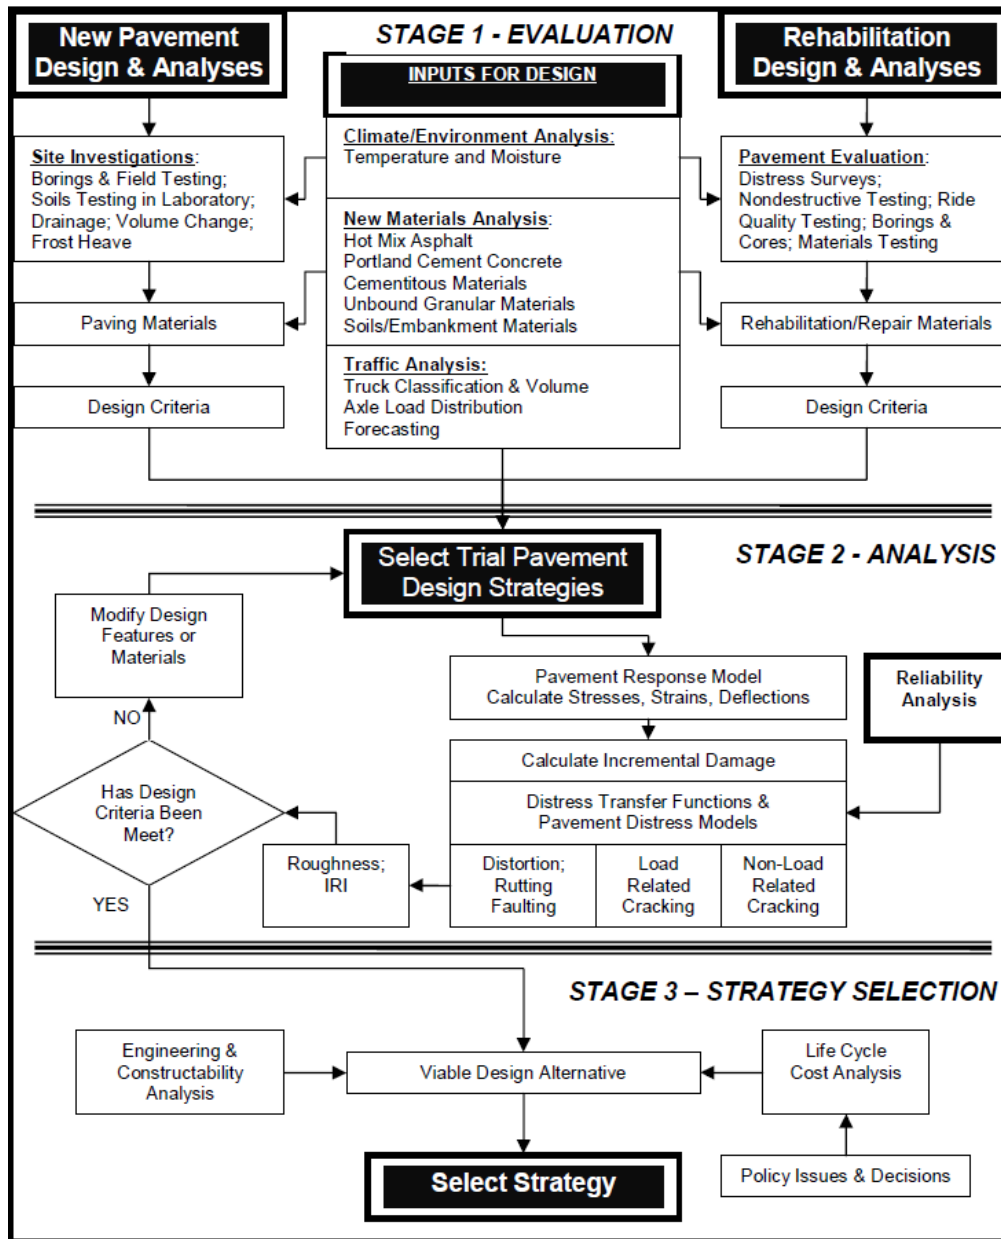 New Pavement
Design & Analyses
STAGE 1 - EVALUATION
Rehabilitation
Design & Analyses
INPUTS FOR DESIGN
Site Investigations:
Borings & Field Testing;
Soils Testing in Laboratory;
Drainage; Volume Change;
Frost Heave
Climate/Environment Analysis:
Temperature and Moisture
Pavement Evaluation:
Distress Surveys;
Nondestructive Testing; Ride
Quality Testing; Borings &
Cores; Materials Testing
New Materials Analysis:
Hot Mix Asphalt
Portland Cement Concrete
Cementitous Materials
Unbound Granular Materials
Soils/Embankment Materials
Paving Materials
Rehabilitation/Repair Materials
Traffic Analysis:
Truck Classification & Volume
Axle Load Distribution
Forecasting
Design Criteria
Design Criteria
STAGE 2 - ANALYSIS
Select Trial Pavement
Design Strategies
Modify Design
Features or
Materials
Pavement Response Model
Calculate Stresses, Strains, Deflections
Reliability
Analysis
NO
Calculate Incremental Damage
Has Design
Criteria Been
Meet?
Distress Transfer Functions &
Pavement Distress Models
Roughness;
IRI
Distortion;
Rutting
Faulting
Load
Related
Cracking
Non-Load
Related
Cracking
YES
STAGE 3 – STRATEGY SELECTION
Engineering &
Constructability
Analysis
Viable Design Alternative
Life Cycle
Cost Analysis
Select Strategy
Policy Issues & Decisions